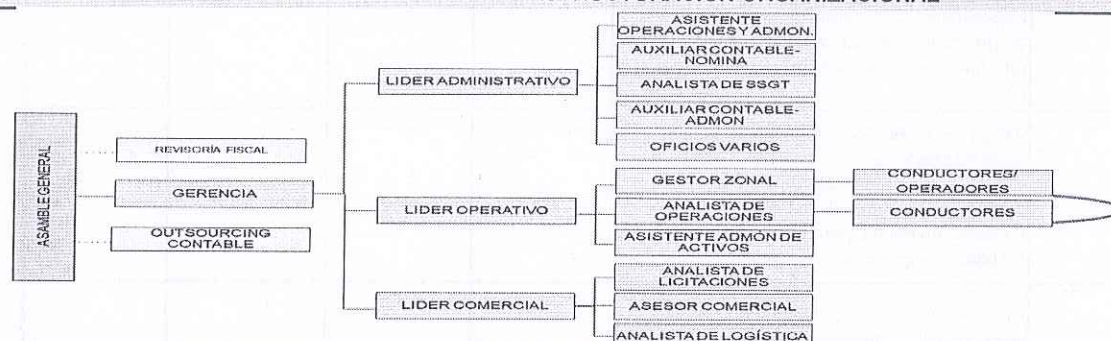 ORGANIZACIONAL
ASAMBLE GENERAL
REVISORÍA FISCAL
GERENCIA
OUTSOURCING
CONTABLE
LIDER ADMINISTRATIVO
ASISTENTE
OPERACIONES Y ADMON.
AUXILIAR CONTABLE-
NOMINA
ANALISTA DE SSGT
AUXILIAR CONTABLE-
ADMON
OFICIOS VARIOS
LIDER OPERATIVO
GESTOR ZONAL
CONDUCTORES/
OPERADORES
ANALISTA DE
OPERACIONES
CONDUCTORES
ASISTENTE ADMÓN DE
ACTIVOS
LIDER COMERCIAL
ANALISTA DE
LICITACIONES
ASESOR COMERCIAL
ANALISTA DE LOGÍSTICA